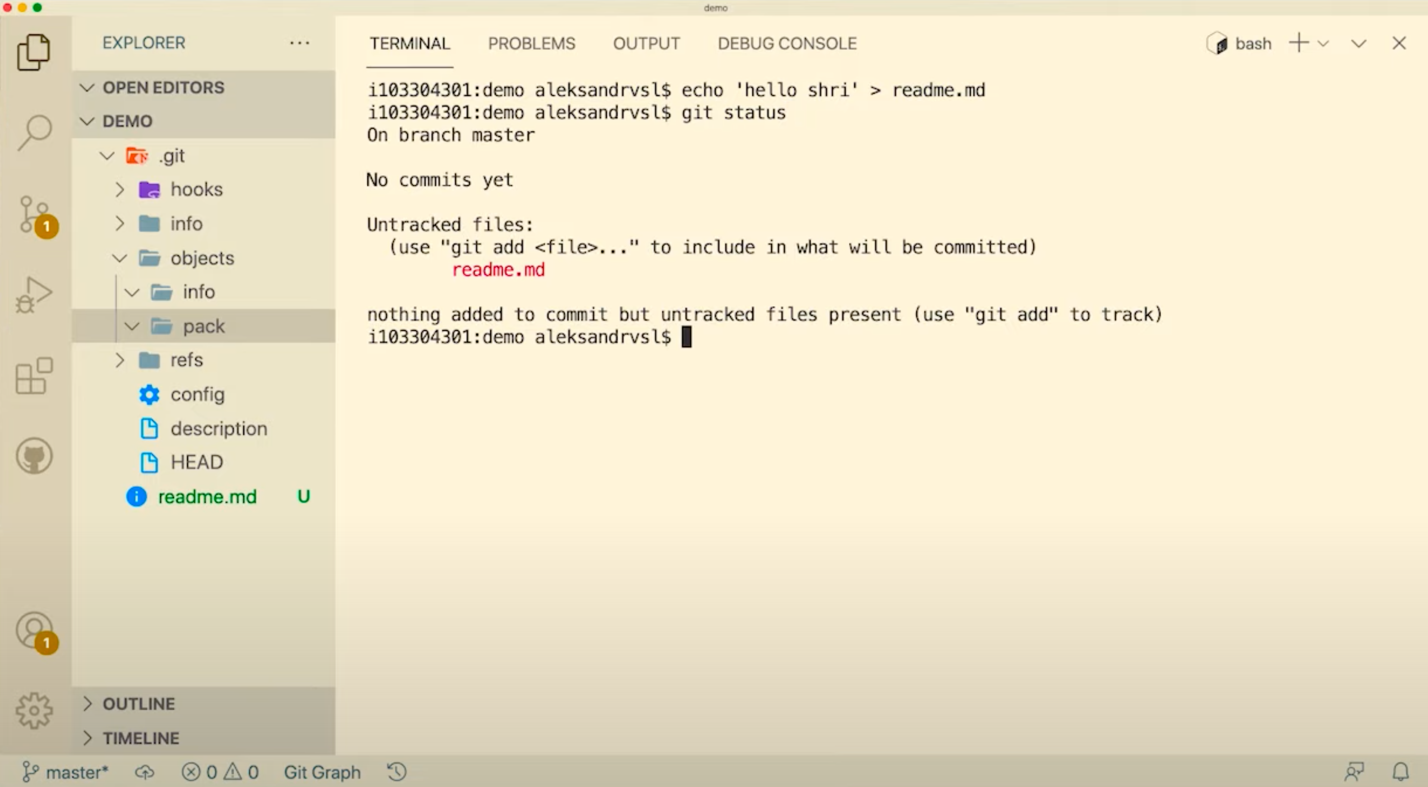 demo
EXPLORER
TERMINAL PROBLEMS OUTPUT DEBUG CONSOLE bash
OPEN EDITORS
DEMO
.git
hooks
info
objects
info
pack
refs
config
description
HEAD
readme.md U
OUTLINE
TIMELINE
1
1
i103304301:demo aleksandrvsl$ echo 'hello shri' > readme.md
i103304301:demo aleksandrvsl$ git status
On branch master
No commits yet
Untracked files:
(use "git add <file>..." to include in what will be committed)
readme.md
nothing added to commit but untracked files present (use "git add" to track)
i103304301:demo aleksandrvsl$
master* 0 0 Git Graph